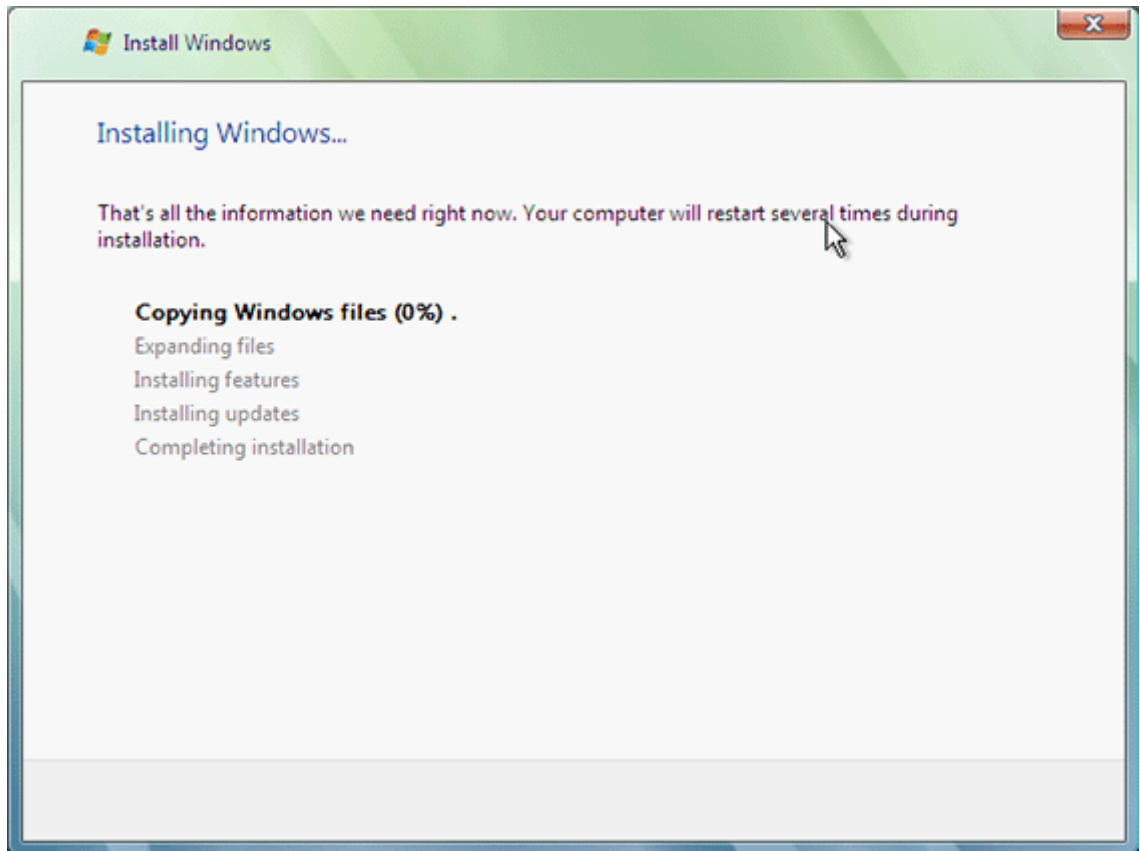 Install Windows
Installing Windows...
That's all the information we need right now. Your computer will restart several times during
installation.
Copying Windows files (0%) .
Expanding files
Installing features
Installing updates
Completing installation